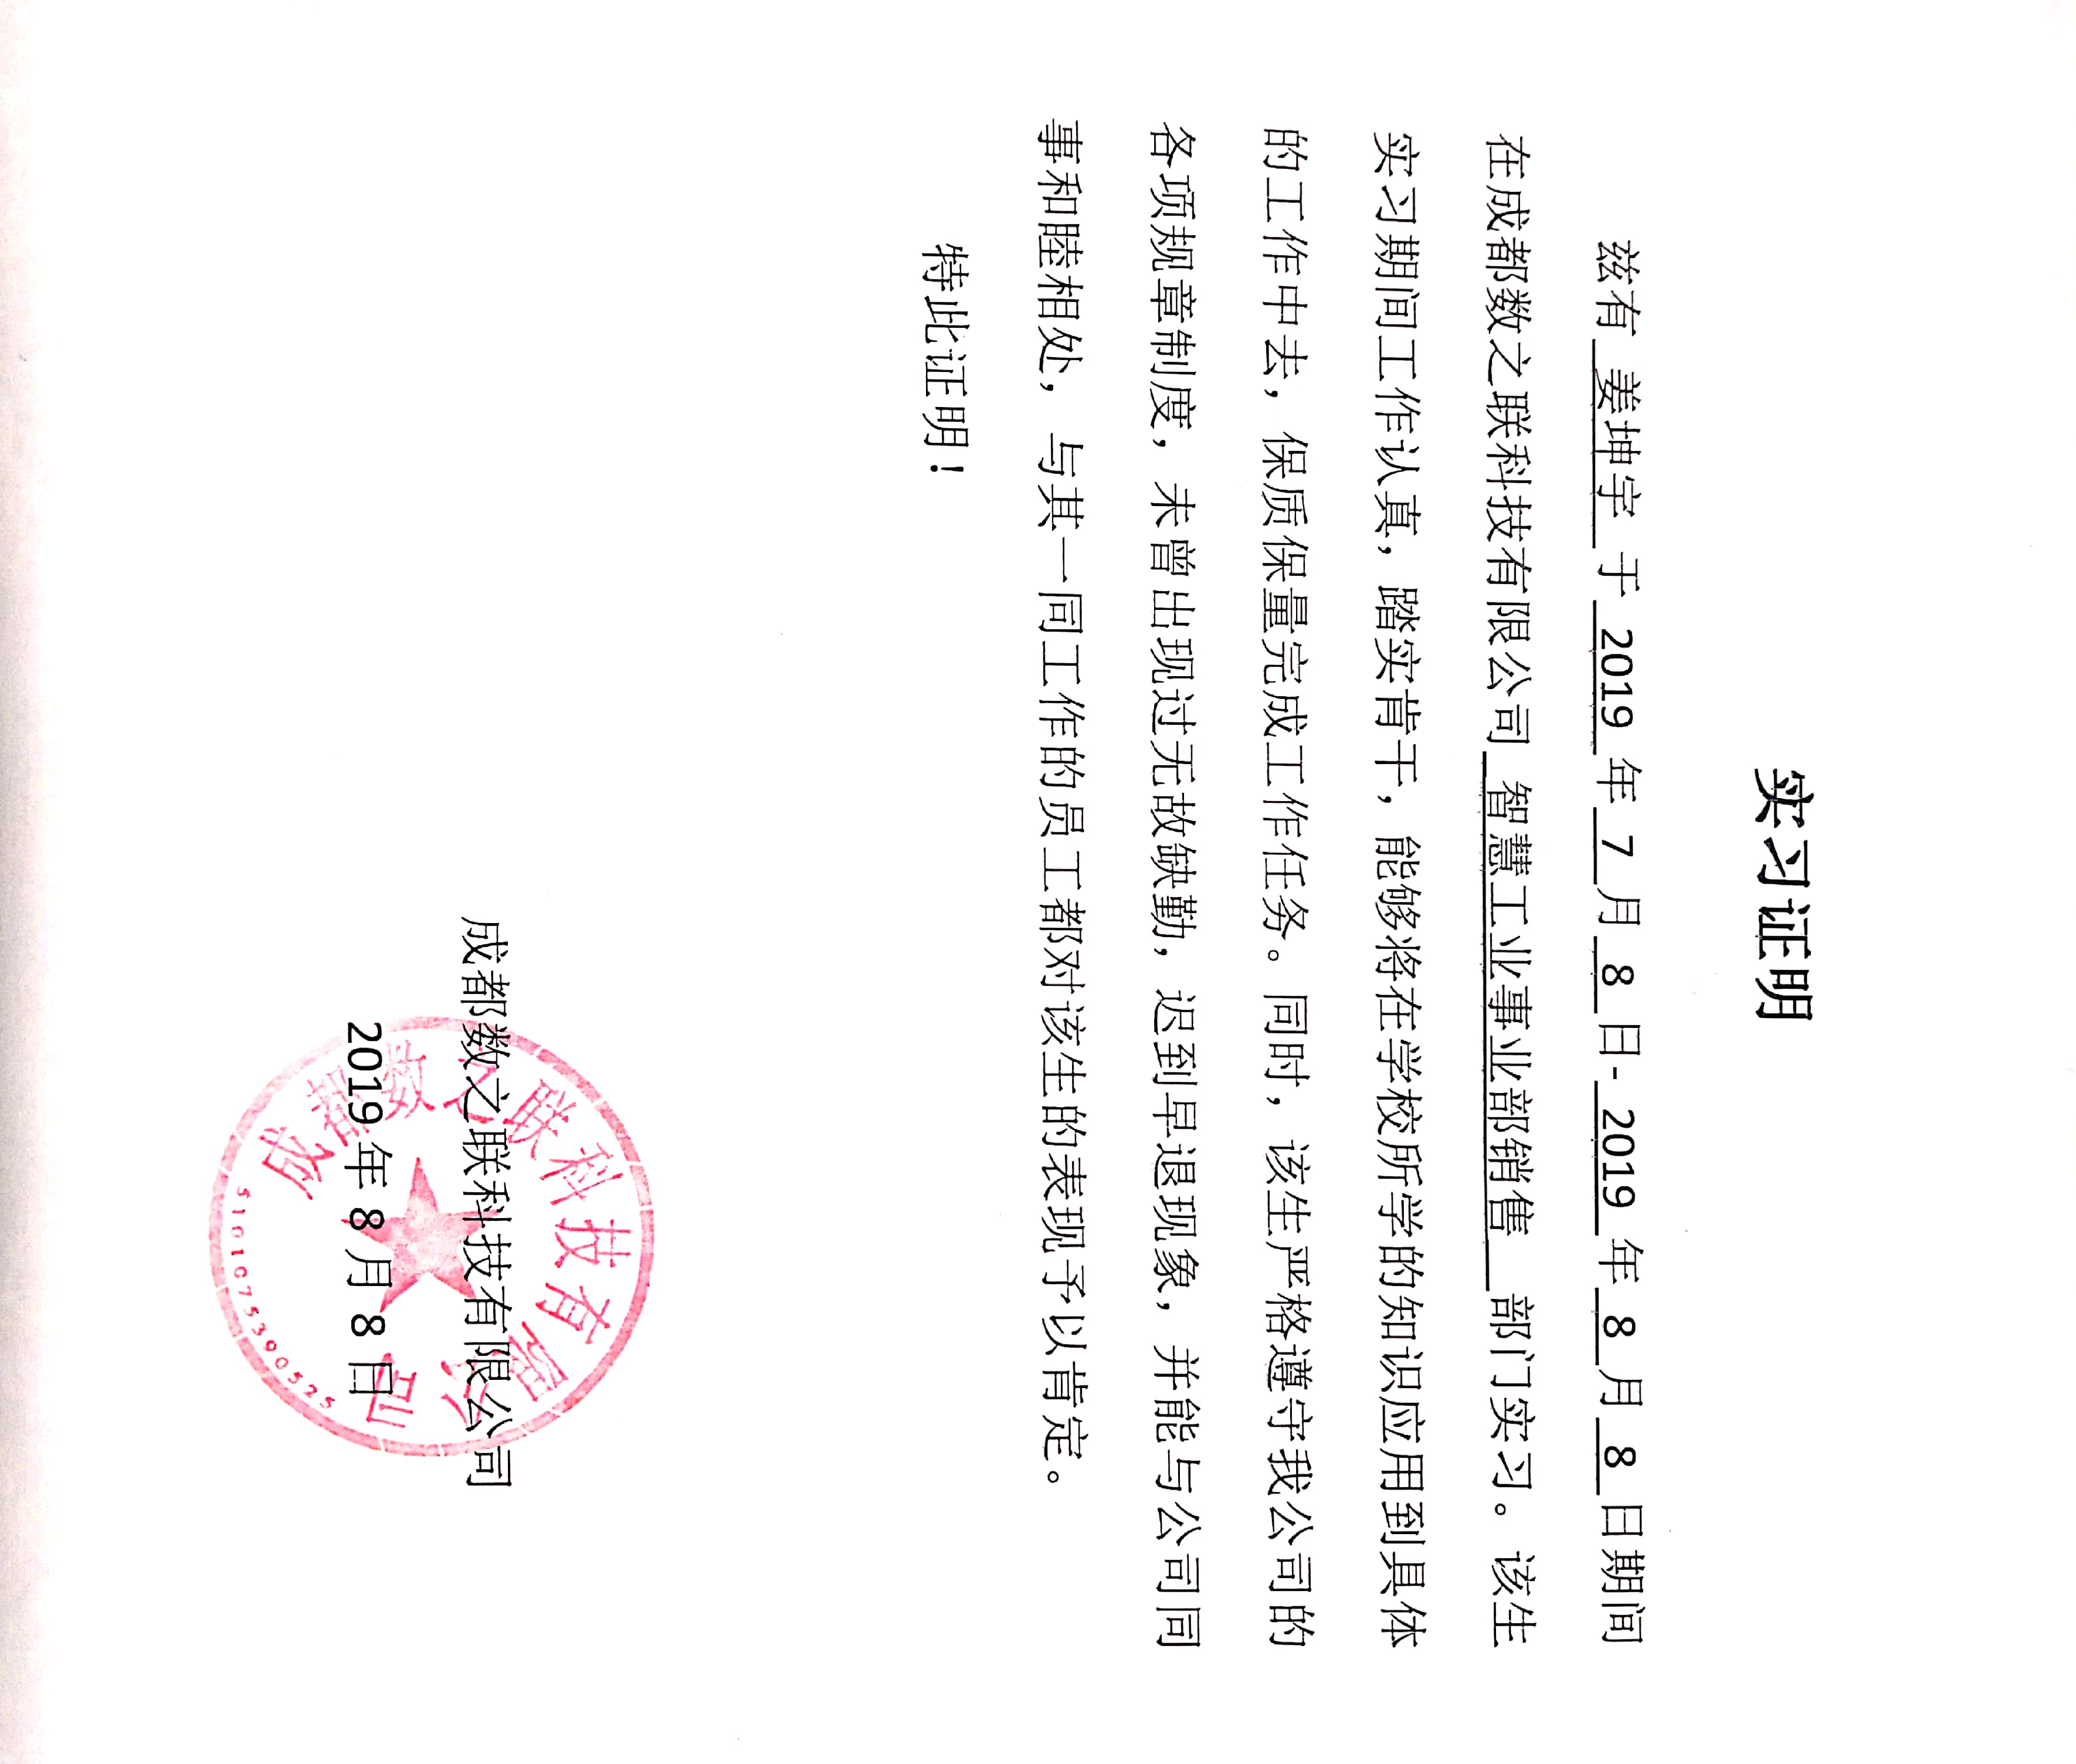 实习证明
兹有 姜坤宇 于 2019 年 7 月 8 日- 2019 年 8 月 8 日期间
在成都数之联科技有限公司 智慧工业事业部销售 部门实习。该生
实习期间工作认真，踏实肯干，能够将在学校所学的知识应用到具体
的工作中去，保质保量完成工作任务。同时，该生严格遵守我公司的
各项规章制度，未曾出现过无故缺勤，迟到早退现象，并能与公司同
事和睦相处，与其一同工作的员工都对该生的表现予以肯定。
特此证明！
成都数之联科技有限公司
2019 年 8 月 8 日
成都数之联科技有限公司
5101075390525